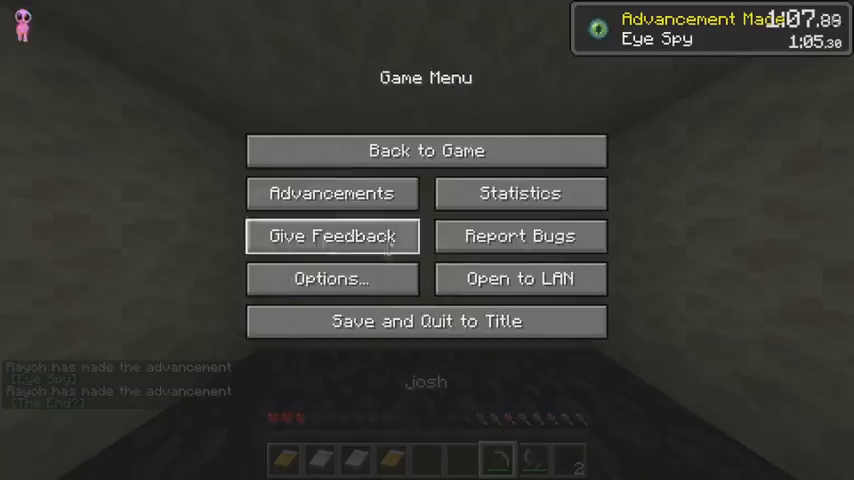 Advancement Made
1:07.89
Eye Spy
1:05.30
Game Menu
Back to Game
Advancements
Statistics
Give Feedback
Report Bugs
Options...
Open to LAN
Save and Quit to Title
Rayoh has made the advancement
[Eye Spy]
Rayoh has made the advancement
[The End?]
josh
2